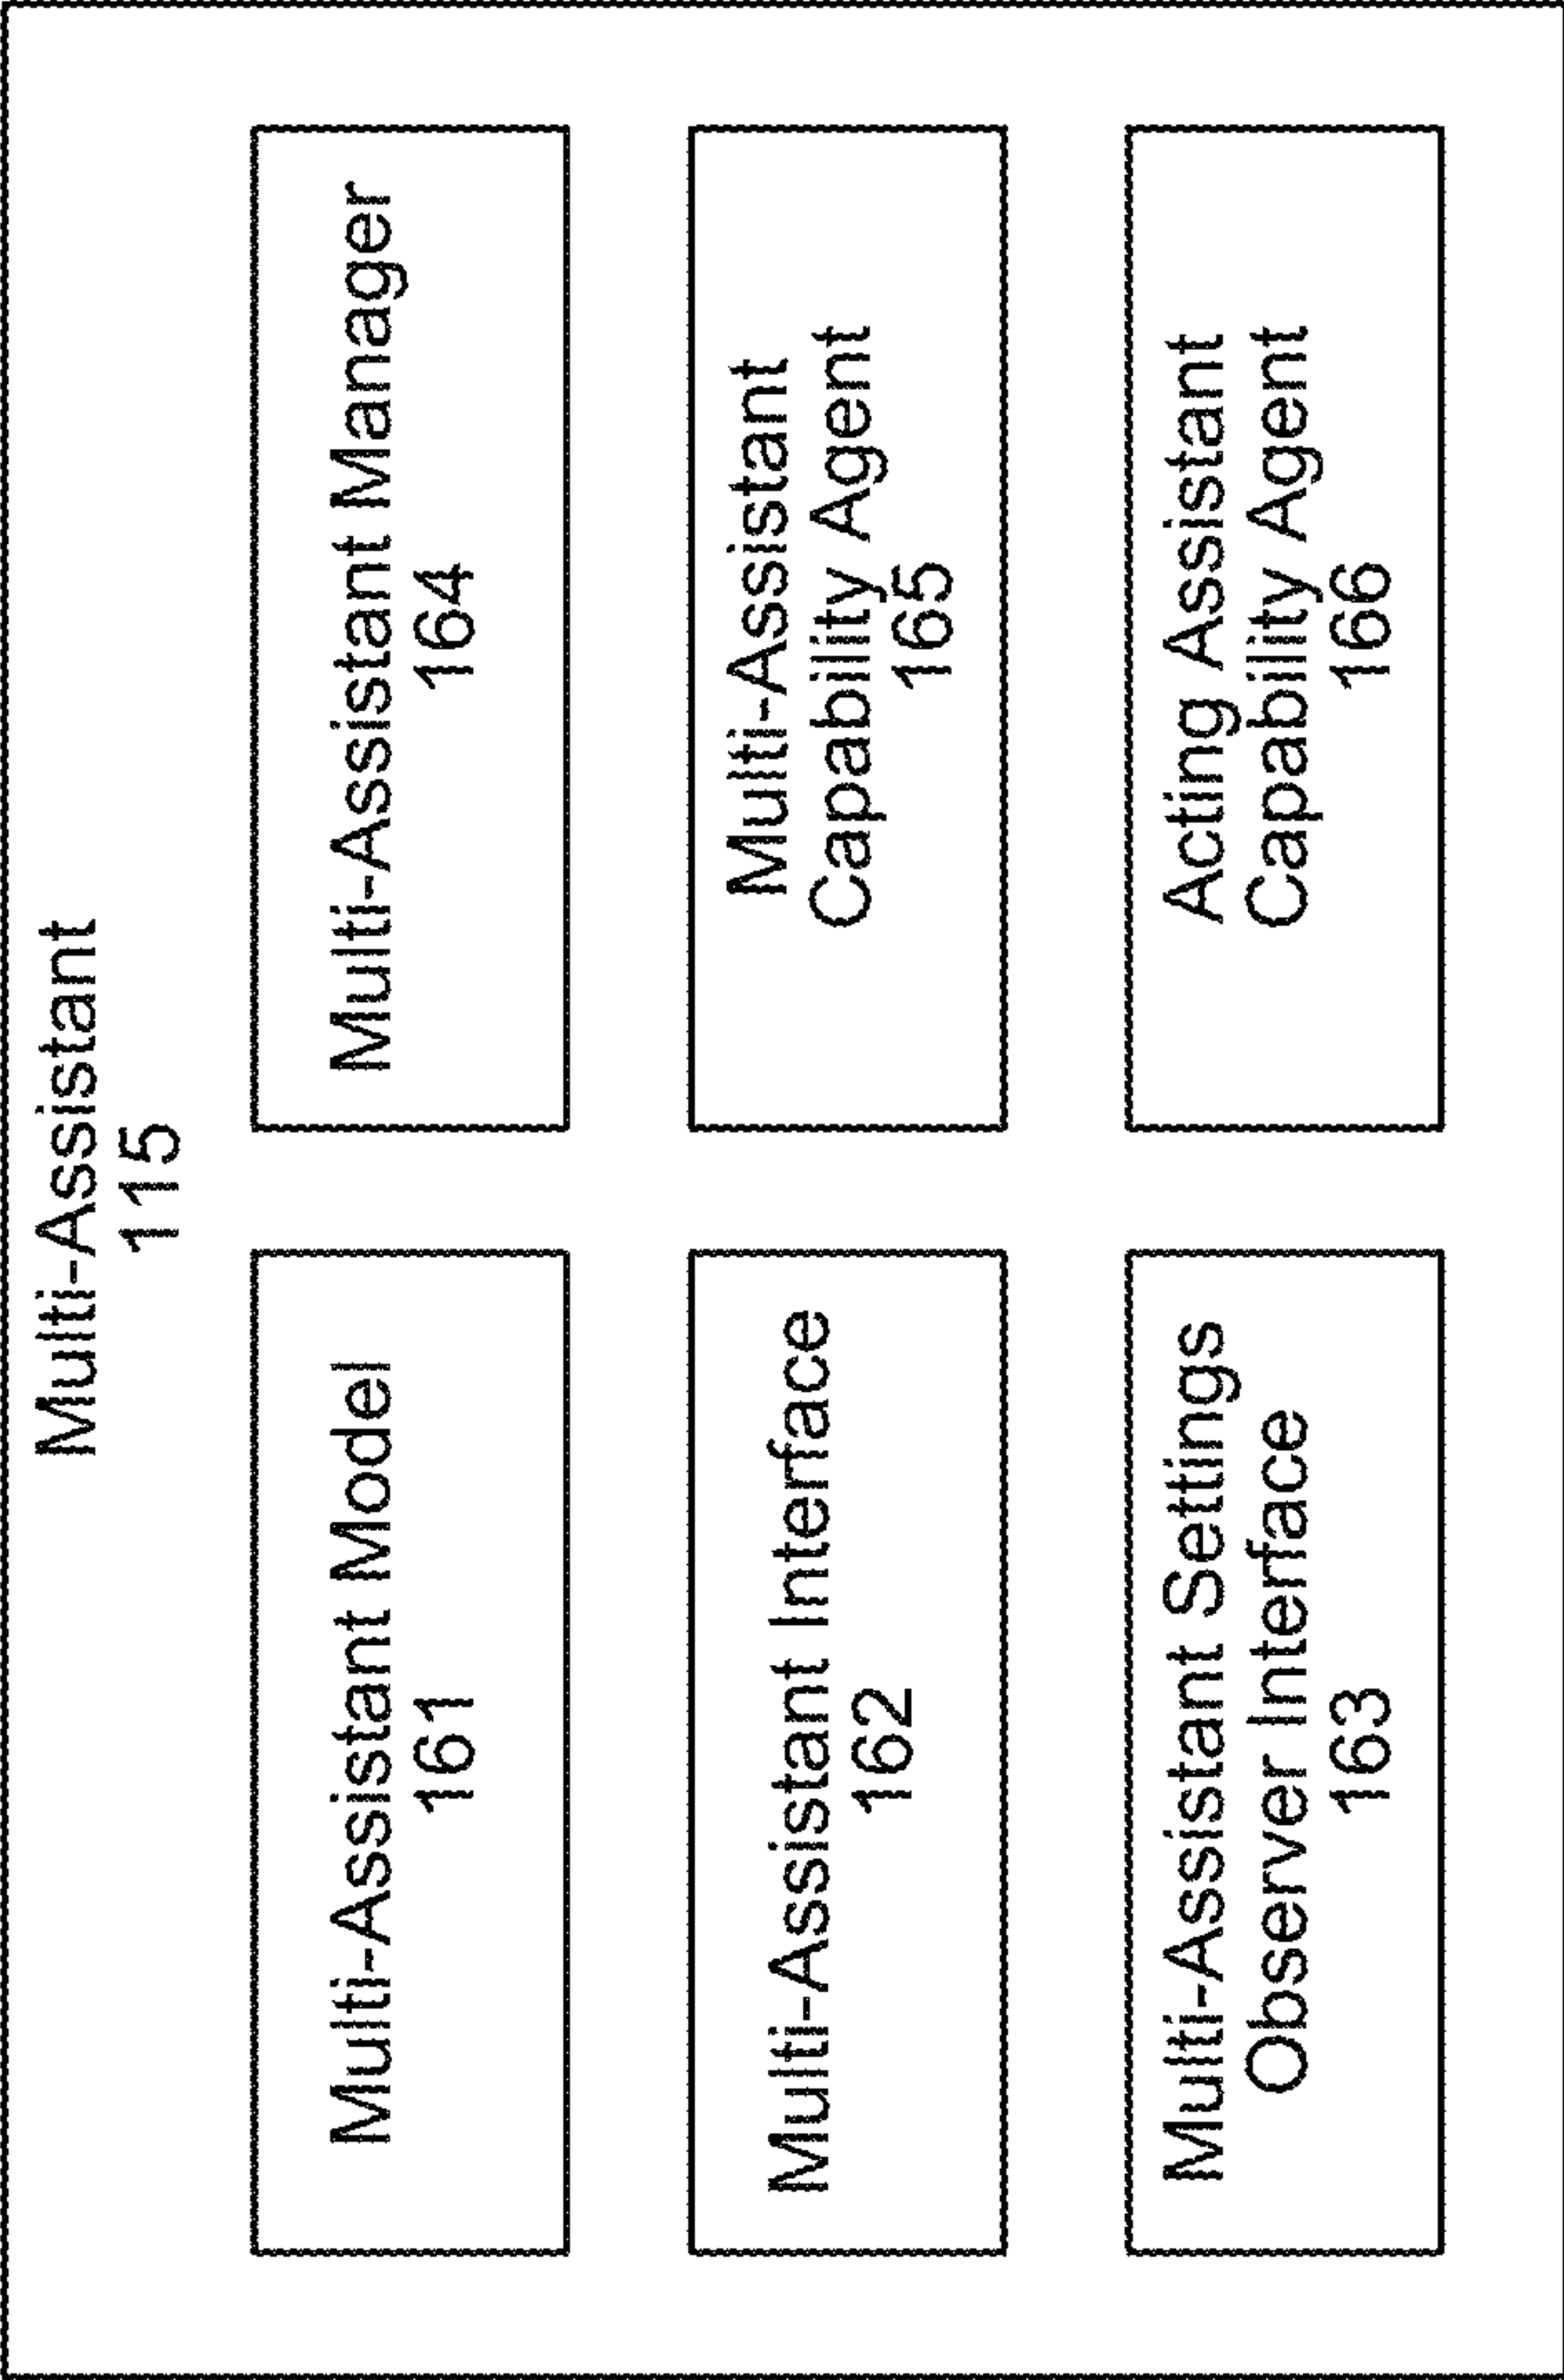 Multi-Assistant
115
Multi-Assistant Model
161
Multi-Assistant Interface
162
Multi-Assistant Settings
Observer Interface
163
Multi-Assistant Manager
164
Multi-Assistant
Capability Agent
165
Acting Assistant
Capability Agent
166